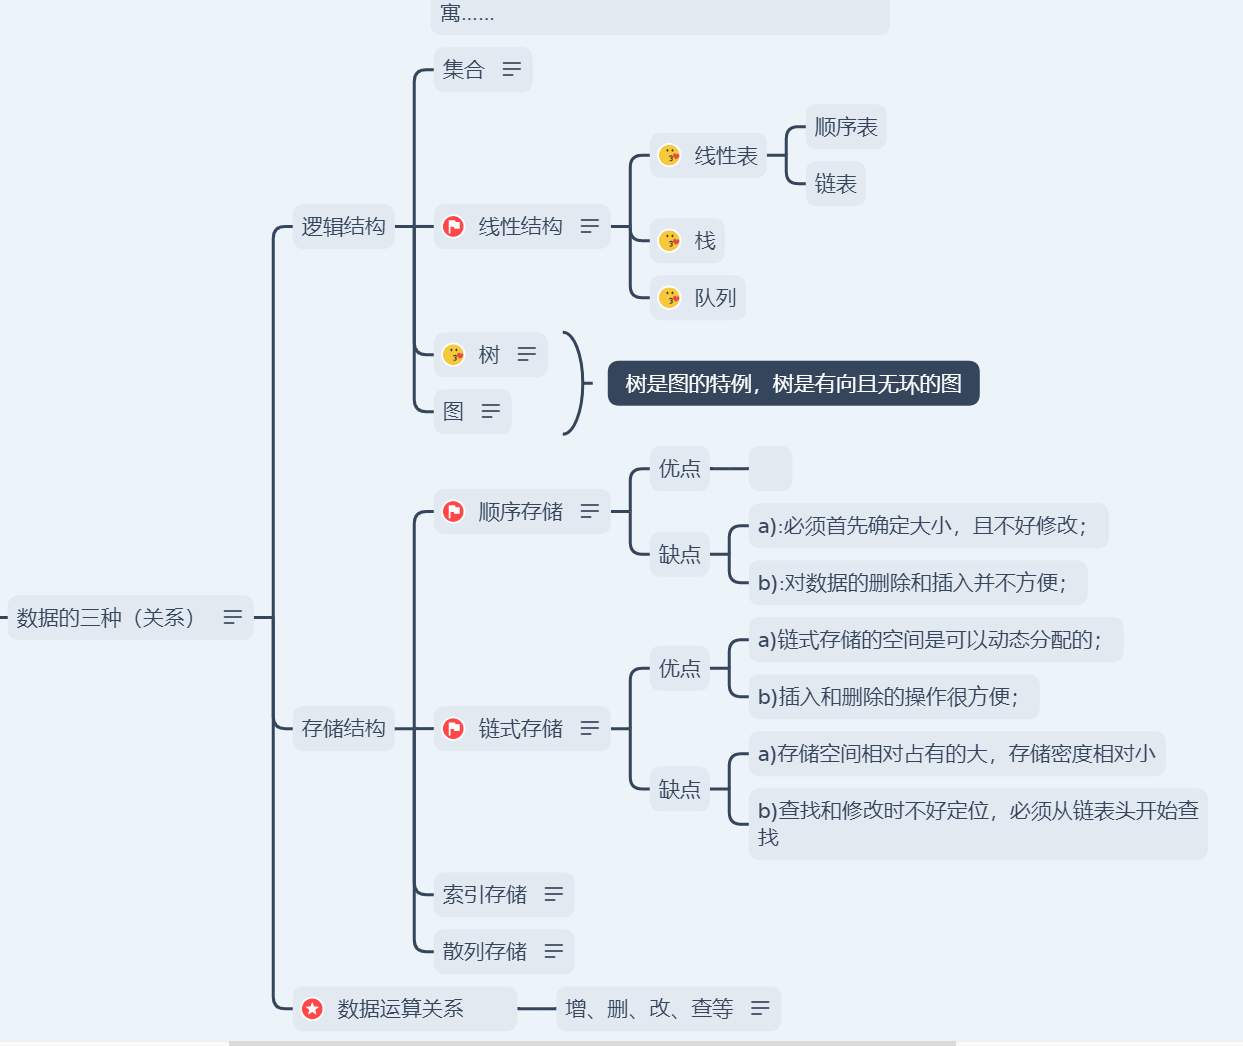 寓......
集合
顺序表
线性表
链表
逻辑结构
线性结构
栈
队列
树
树是图的特例，树是有向且无环的图
图
优点
顺序存储
a):必须首先确定大小，且不好修改；
缺点
b):对数据的删除和插入并不方便；
数据的三种（关系）
a)链式存储的空间是可以动态分配的；
优点
b)插入和删除的操作很方便；
存储结构
链式存储
a)存储空间相对占有的大，存储密度相对小
缺点
b)查找和修改时不好定位，必须从链表头开始查
找
索引存储
散列存储
数据运算关系
增、删、改、查等